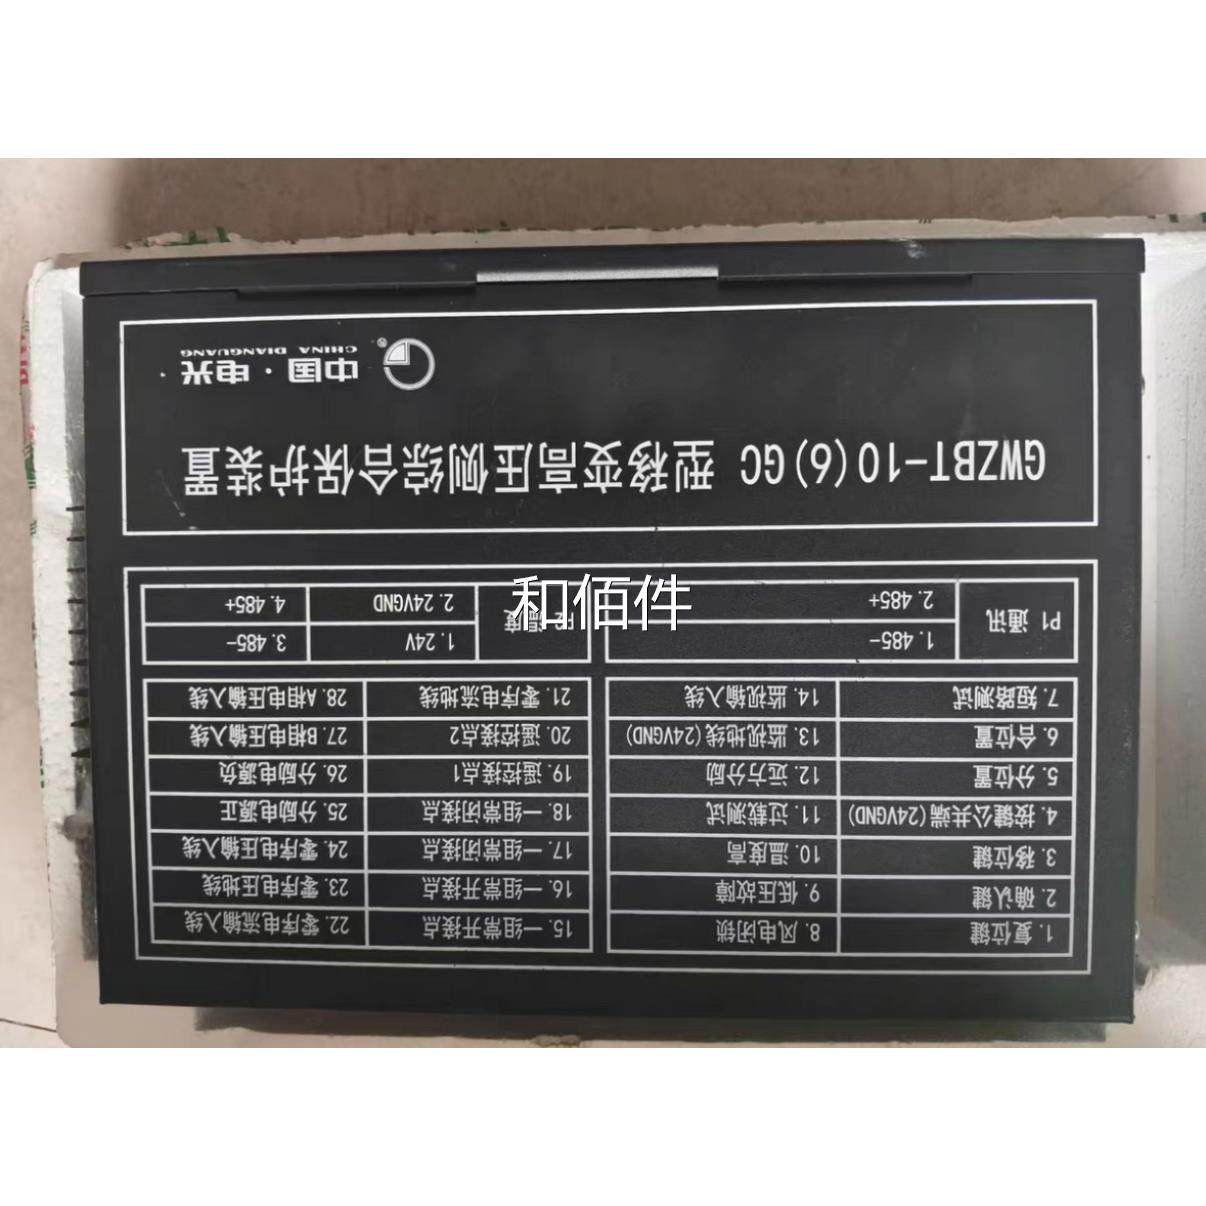 和佰件
中国·电光
CHINA DIANGUANG
GWZBT-10(6)GC 型移变高压侧综合保护装置
1. 复位键 8. 风电闭锁 15. 一组常开接点 22. 零序电流输入线
2. 确认键 9. 低压故障 16. 一组常开接点 23. 零序电压地线
3. 移位键 10. 温度高 17. 一组常闭接点 24. 零序电压输入线
4. 按键公共端(24VGND) 11. 过载测试 18. 一组常闭接点 25. 分励电源正
5. 分位置 12. 远方分励 19. 遥控接点1 26. 分励电源负
6. 合位置 13. 监视地线(24VGND) 20. 遥控接点2 27. B相电压输入线
7. 短路测试 14. 监视输入线 21. 零序电流地线 28. A相电压输入线
P1 通讯 1. 485- P2 温度 1. 24V 3. 485-
2. 485+ 2. 24VGND 4. 485+